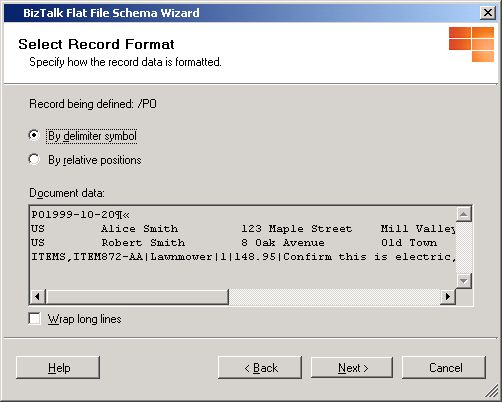 BizTalk Flat File Schema Wizard
Select Record Format
Specify how the record data is formatted.
Record being defined: /PO
By delimiter symbol
By relative positions
Document data:
PO1999-10-20¶«
US Alice Smith 123 Maple Street Mill Valley
US Robert Smith 8 Oak Avenue Old Town
ITEMS,ITEM872-AA|Lawnmower|1|148.95|Confirm this is electric,
Wrap long lines
Help
< Back
Next >
Cancel